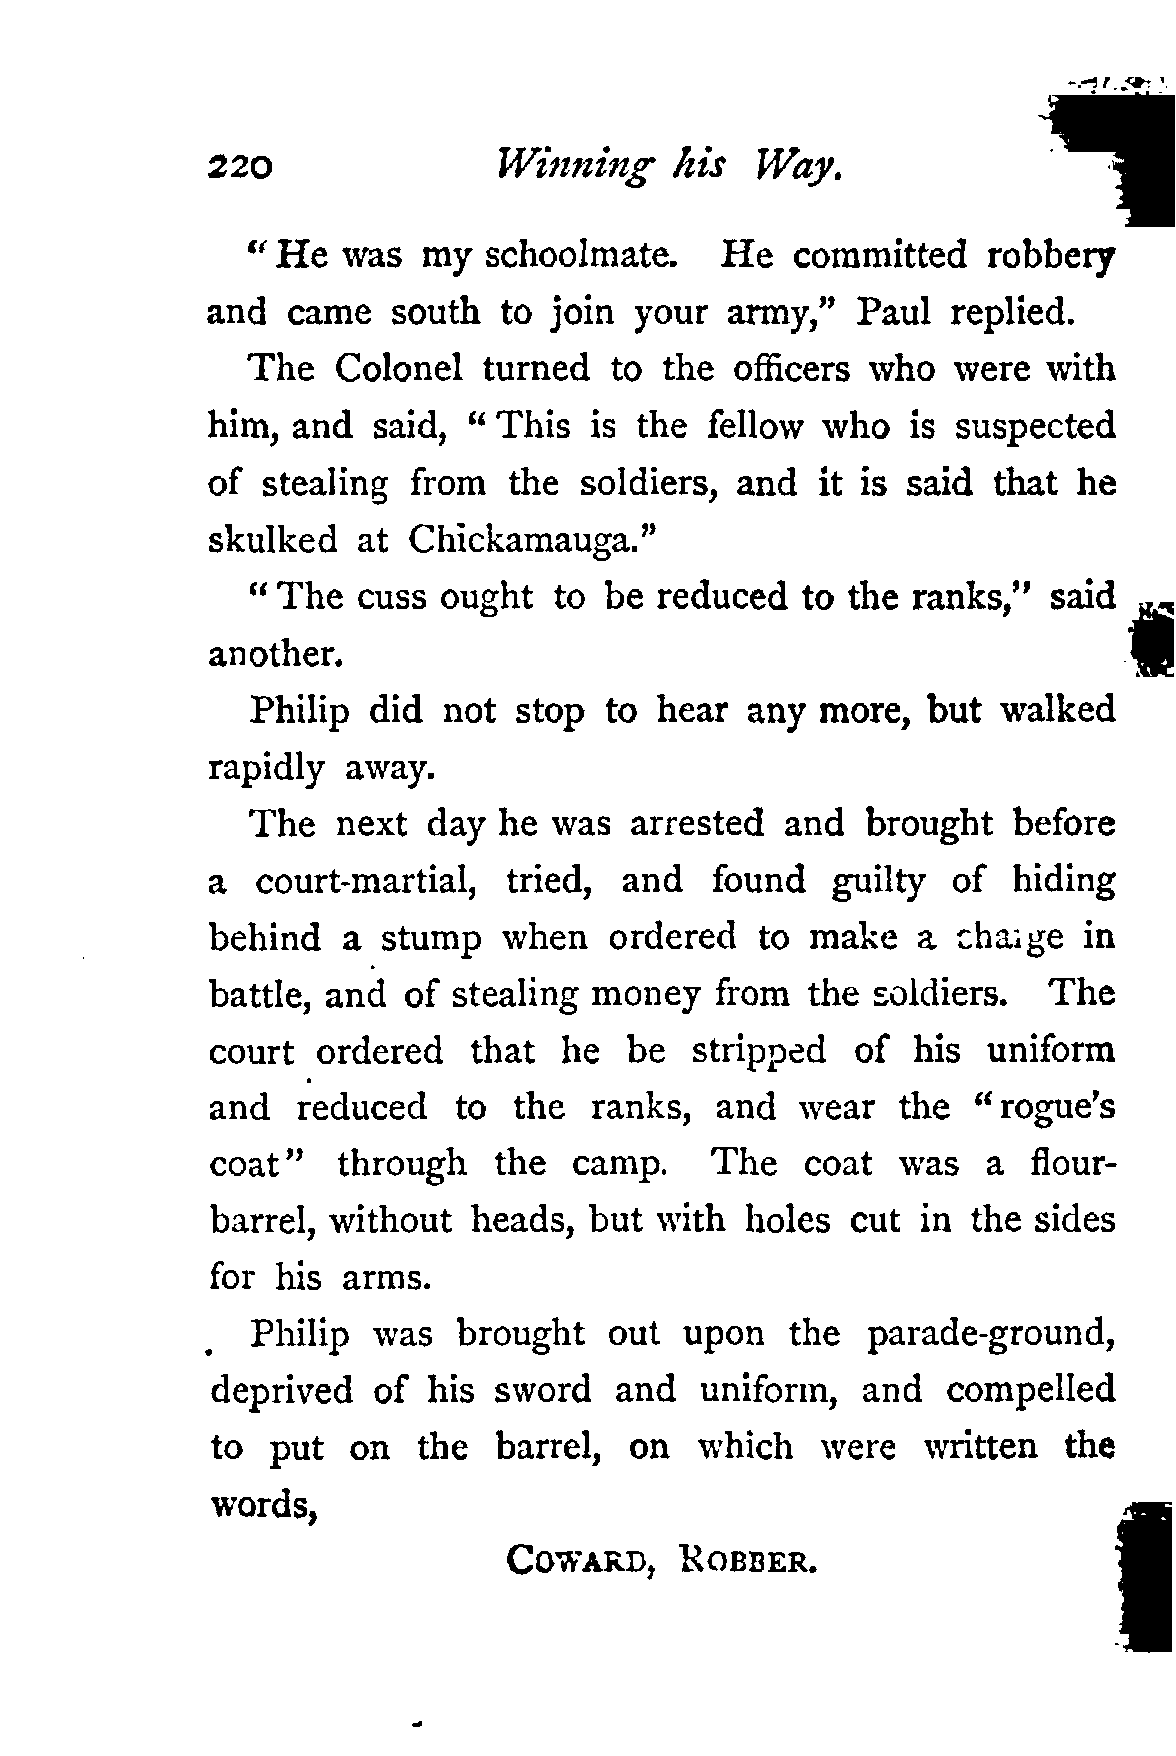 220 Winning his Way.
“ He was my schoolmate. He committed robbery
and came south to join your army,” Paul replied.
The Colonel turned to the officers who were with
him, and said, “ This is the fellow who is suspected
of stealing from the soldiers, and it is said that he
skulked at Chickamauga.”
“ The cuss ought to be reduced to the ranks,” said
another.
Philip did not stop to hear any more, but walked
rapidly away.
The next day he was arrested and brought before
a court-martial, tried, and found guilty of hiding
behind a stump when ordered to make a charge in
battle, and of stealing money from the soldiers. The
court ordered that he be stripped of his uniform
and reduced to the ranks, and wear the “ rogue’s
coat” through the camp. The coat was a flour-
barrel, without heads, but with holes cut in the sides
for his arms.
Philip was brought out upon the parade-ground,
deprived of his sword and uniform, and compelled
to put on the barrel, on which were written the
words,
COWARD, ROBBER.